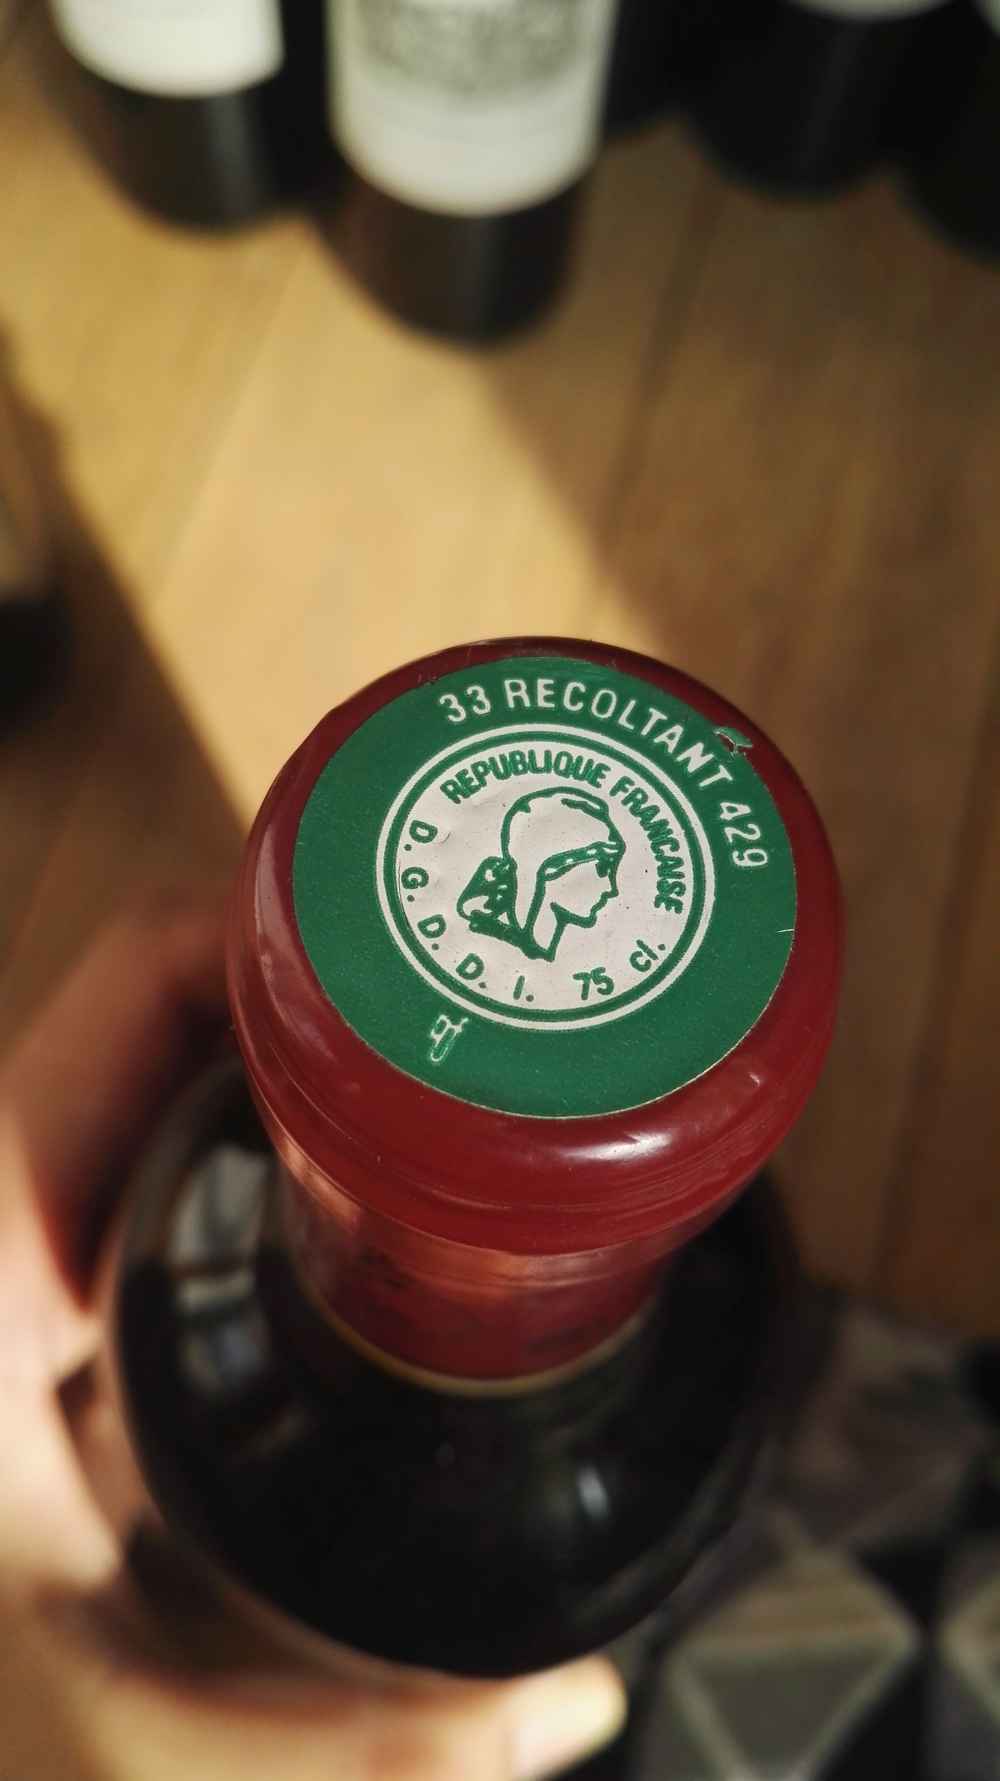 33 RECOLTANT 429
REPUBLIQUE FRANCAISE
D. G. D. D. I. 75 cl.